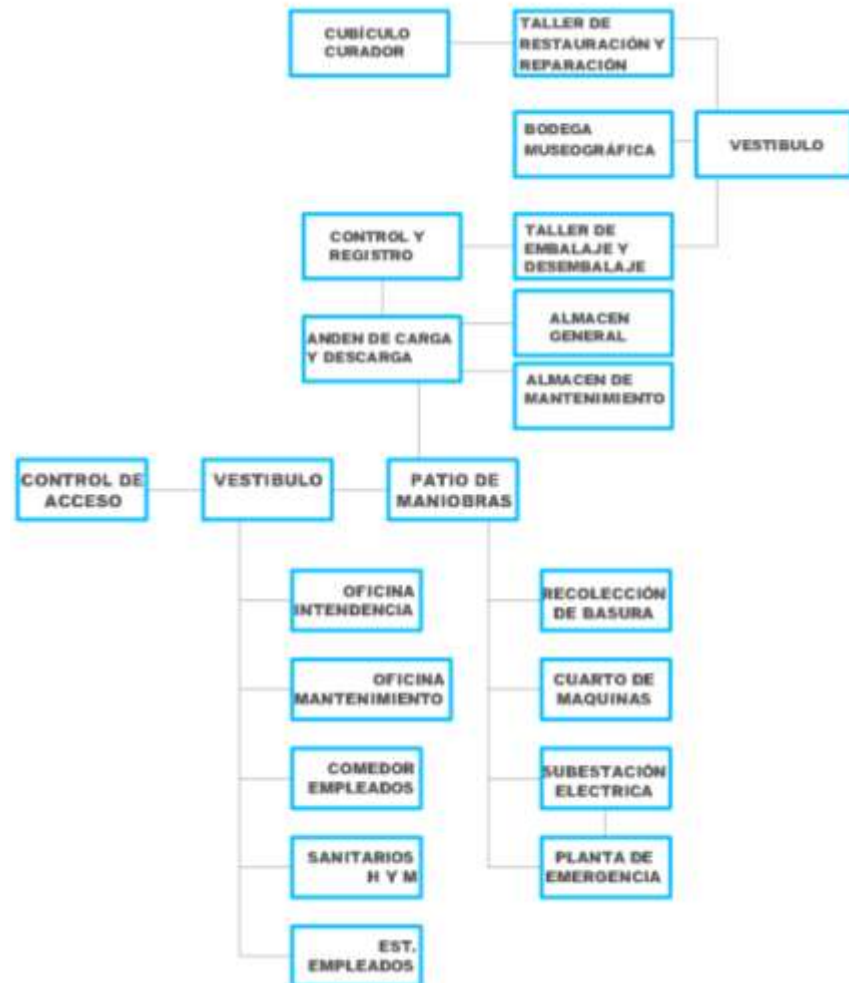 CUBÍCULO
CURADOR
TALLER DE
RESTAURACIÓN Y
REPARACIÓN
BODEGA
MUSEOGRÁFICA
VESTIBULO
CONTROL Y
REGISTRO
TALLER DE
EMBALAJE Y
DESEMBALAJE
ANDEN DE CARGA
Y DESCARGA
ALMACEN
GENERAL
ALMACEN DE
MANTENIMIENTO
CONTROL DE
ACCESO
VESTIBULO
PATIO DE
MANIOBRAS
OFICINA
INTENDENCIA
RECOLECCIÓN
DE BASURA
OFICINA
MANTENIMIENTO
CUARTO DE
MAQUINAS
COMEDOR
EMPLEADOS
SUBESTACIÓN
ELECTRICA
SANITARIOS
H Y M
PLANTA DE
EMERGENCIA
EST.
EMPLEADOS